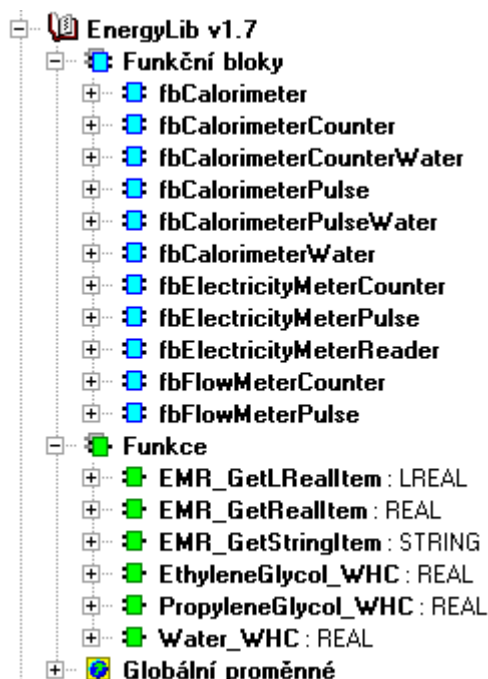 EnergyLib v1.7
Funkční bloky
fbCalorimeter
fbCalorimeterCounter
fbCalorimeterCounterWater
fbCalorimeterPulse
fbCalorimeterPulseWater
fbCalorimeterWater
fbElectricityMeterCounter
fbElectricityMeterPulse
fbElectricityMeterReader
fbFlowMeterCounter
fbFlowMeterPulse
Funkce
EMR_GetLRealItem : LREAL
EMR_GetRealItem : REAL
EMR_GetStringItem : STRING
EthyleneGlycol_WHC : REAL
PropyleneGlycol_WHC : REAL
Water_WHC : REAL
Globální proměnné